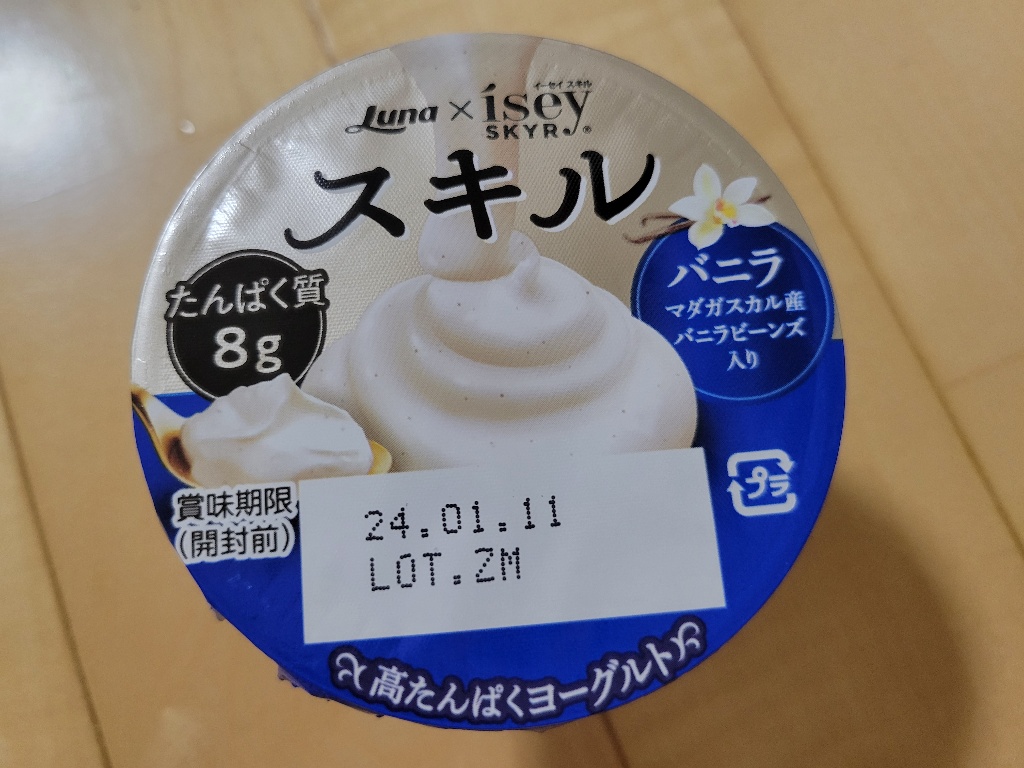 Luna × ísey
イーセイ スキル
SKYR®
スキル
たんぱく質
8g
バニラ
マダガスカル産
バニラビーンズ
入り
プラ
賞味期限
(開封前)
24.01.11
LOT.ZM
高たんぱくヨーグルト